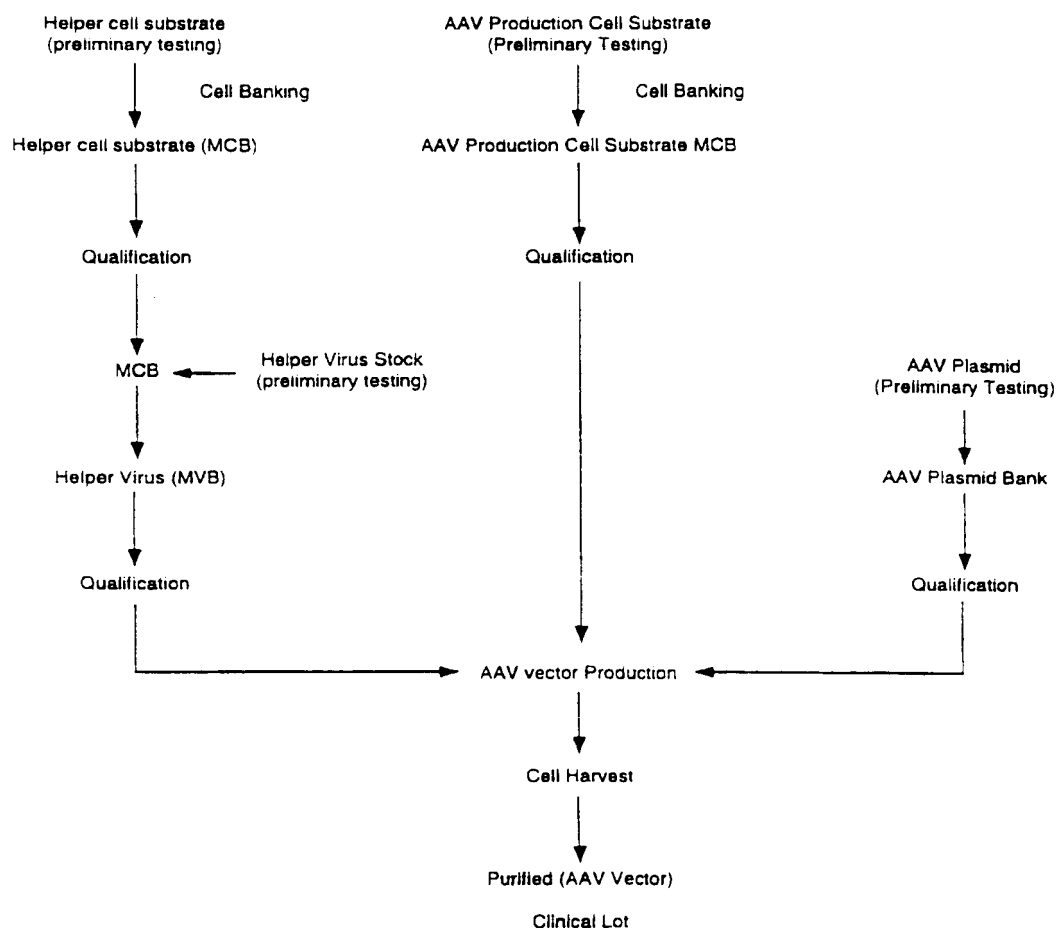 Helper cell substrate
(preliminary testing)
AAV Production Cell Substrate
(Preliminary Testing)
Cell Banking
Cell Banking
Helper cell substrate (MCB)
AAV Production Cell Substrate MCB
Qualification
Qualification
MCB
Helper Virus Stock
(preliminary testing)
AAV Plasmid
(Preliminary Testing)
Helper Virus (MVB)
AAV Plasmid Bank
Qualification
Qualification
AAV vector Production
Cell Harvest
Purified (AAV Vector)
Clinical Lot